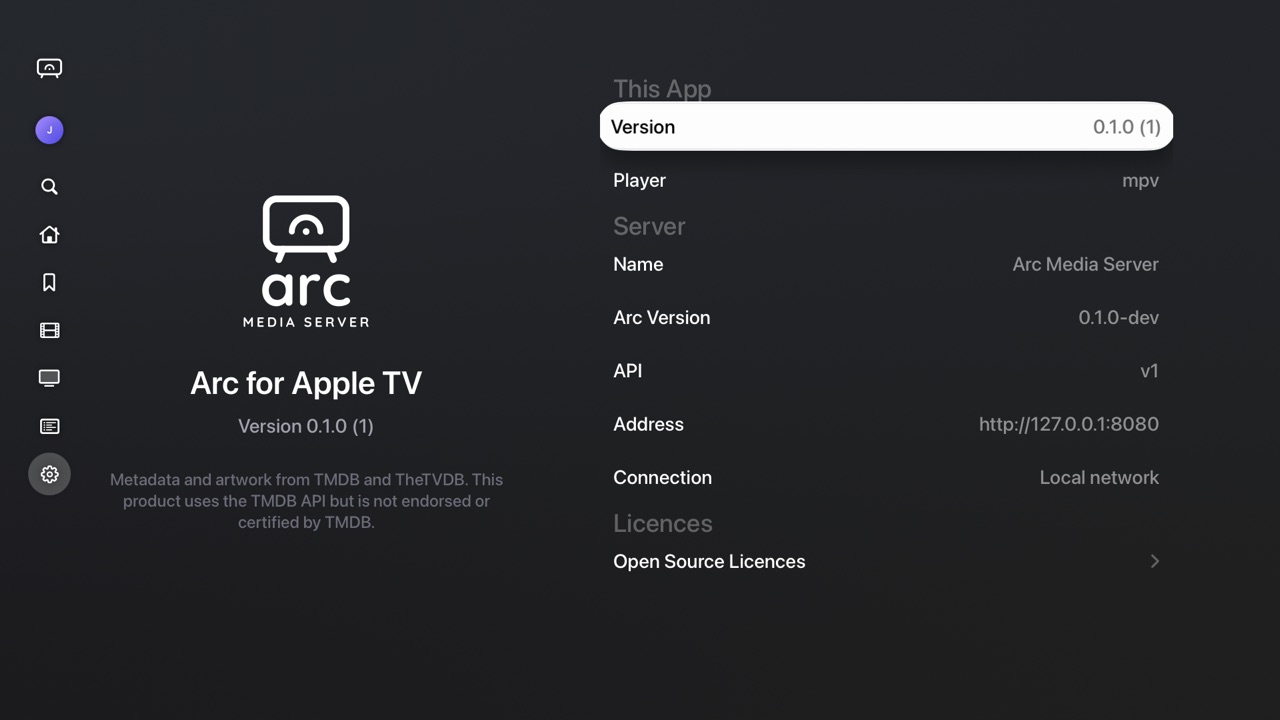 J
arc
MEDIA SERVER
Arc for Apple TV
Version 0.1.0 (1)
Metadata and artwork from TMDB and TheTVDB. This
product uses the TMDB API but is not endorsed or
certified by TMDB.
This App
Version 0.1.0 (1)
Player mpv
Server
Name Arc Media Server
Arc Version 0.1.0-dev
API v1
Address http://127.0.0.1:8080
Connection Local network
Licences
Open Source Licences